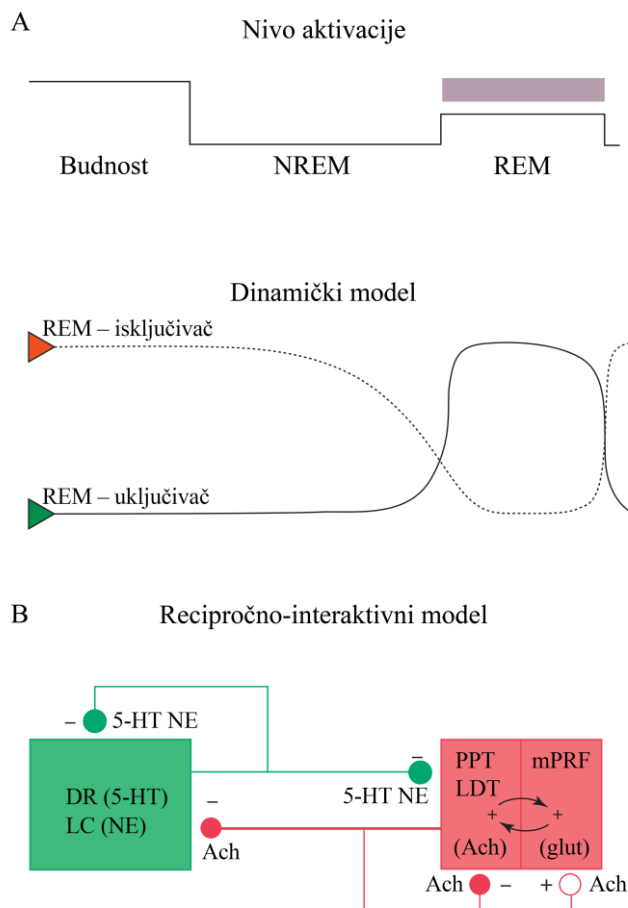 A
Nivo aktivacije
Budnost NREM REM
Dinamički model
REM – isključivač
REM – uključivač
B
Recipročno-interaktivni model
– 5-HT NE
DR (5-HT)
LC (NE)
–
5-HT NE
–
Ach
PPT mPRF
LDT
+ +
(Ach) (glut)
Ach – + Ach